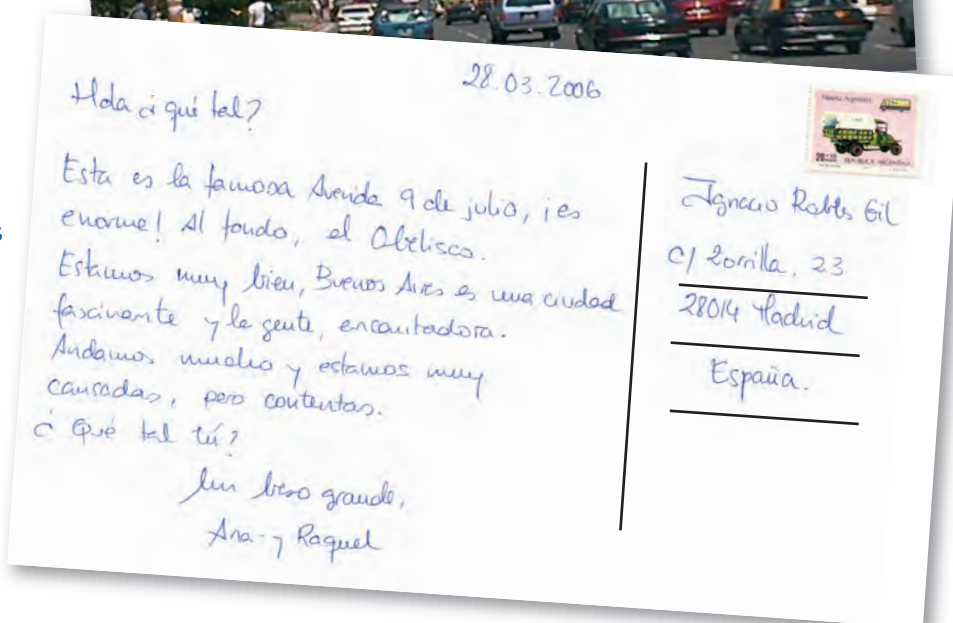 28.03.2006
Hola ¿qué tal?
Esta es la famosa Avenida 9 de julio, ¡es
enorme! Al fondo, el Obelisco.
Estamos muy bien, Buenos Aires es una ciudad
fascinante y la gente, encantadora.
Andamos mucho y estamos muy
cansadas, pero contentas.
¿Qué tal tú?
Un beso grande,
Ana y Raquel
REPUBLICA ARGENTINA
Ignacio Robles Gil
C/ Zorrilla, 23
28014 Madrid
España.
s